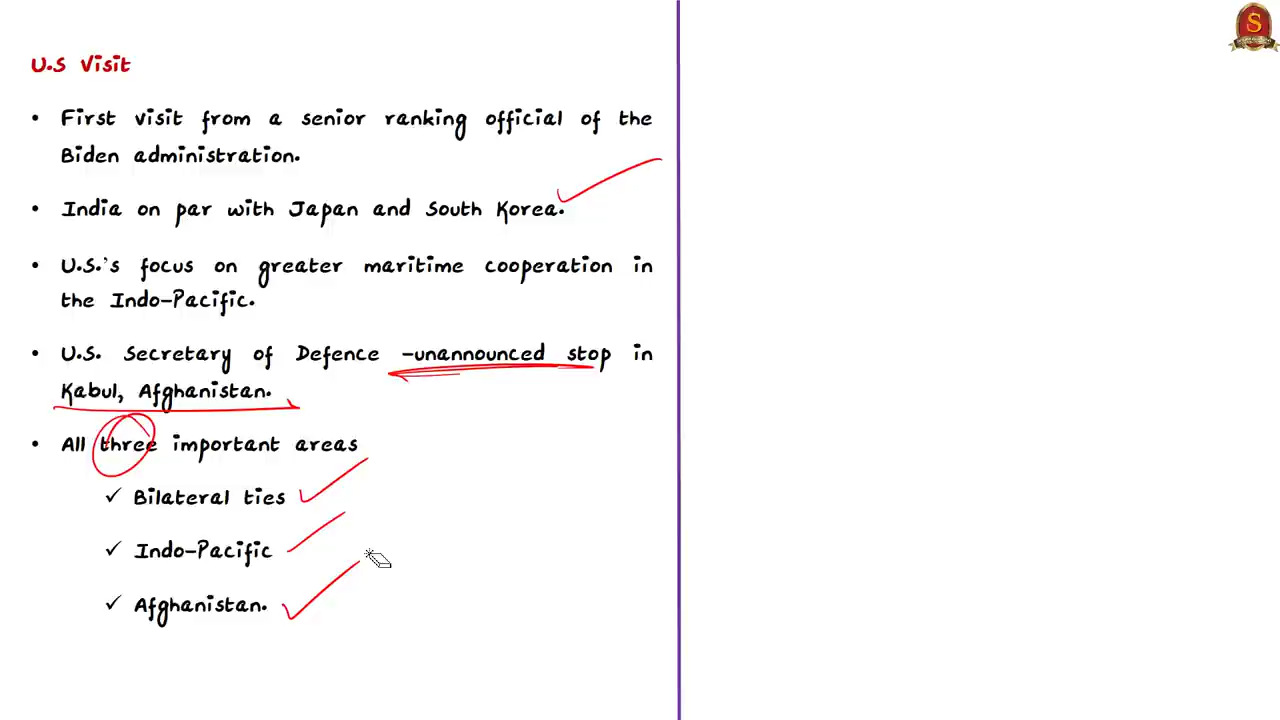 U.S Visit
• First visit from a senior ranking official of the
Biden administration.
• India on par with Japan and South Korea.
• U.S.'s focus on greater maritime cooperation in
the Indo-Pacific.
• U.S. Secretary of Defence -unannounced stop in
Kabul, Afghanistan.
• All three important areas
✓ Bilateral ties
✓ Indo-Pacific
✓ Afghanistan.
S